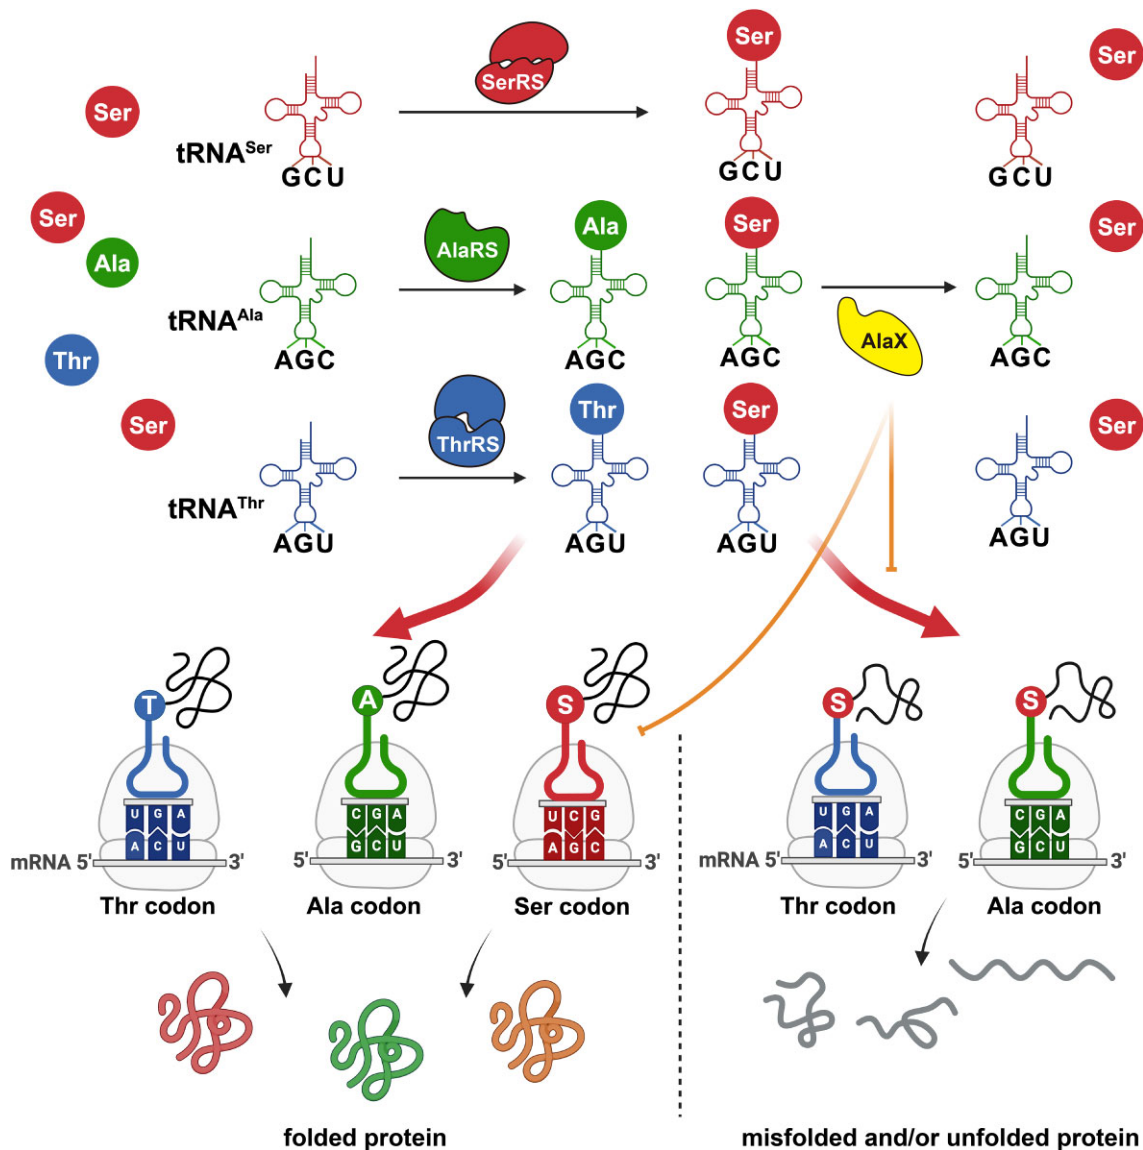 Ser
SerRS
Ser
Ser
tRNASer
GCU
GCU
GCU
Ser
Ala
AlaRS
Ala
Ser
Ser
tRNAAla
AGC
AGC
AGC
AGC
AlaX
Thr
Ser
ThrRS
Thr
Ser
Ser
tRNAThr
AGU
AGU
AGU
AGU
T
A
S
S
S
U G A
C G A
U C G
U G A
C G A
A C U
G C U
A G C
A C U
G C U
mRNA 5' 3'
5' 3'
5' 3'
mRNA 5' 3'
5' 3'
Thr codon
Ala codon
Ser codon
Thr codon
Ala codon
folded protein
misfolded and/or unfolded protein